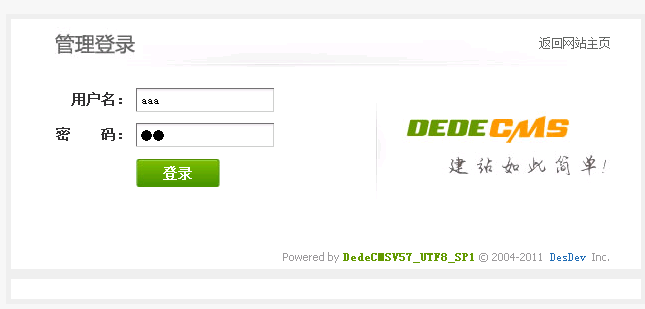 管理登录
返回网站主页
用户名：
aaa
密 码：
●●
登录
DEDECMS
建站如此简单!
Powered by DedeCMSV57_UTF8_SP1 © 2004-2011 DesDev Inc.